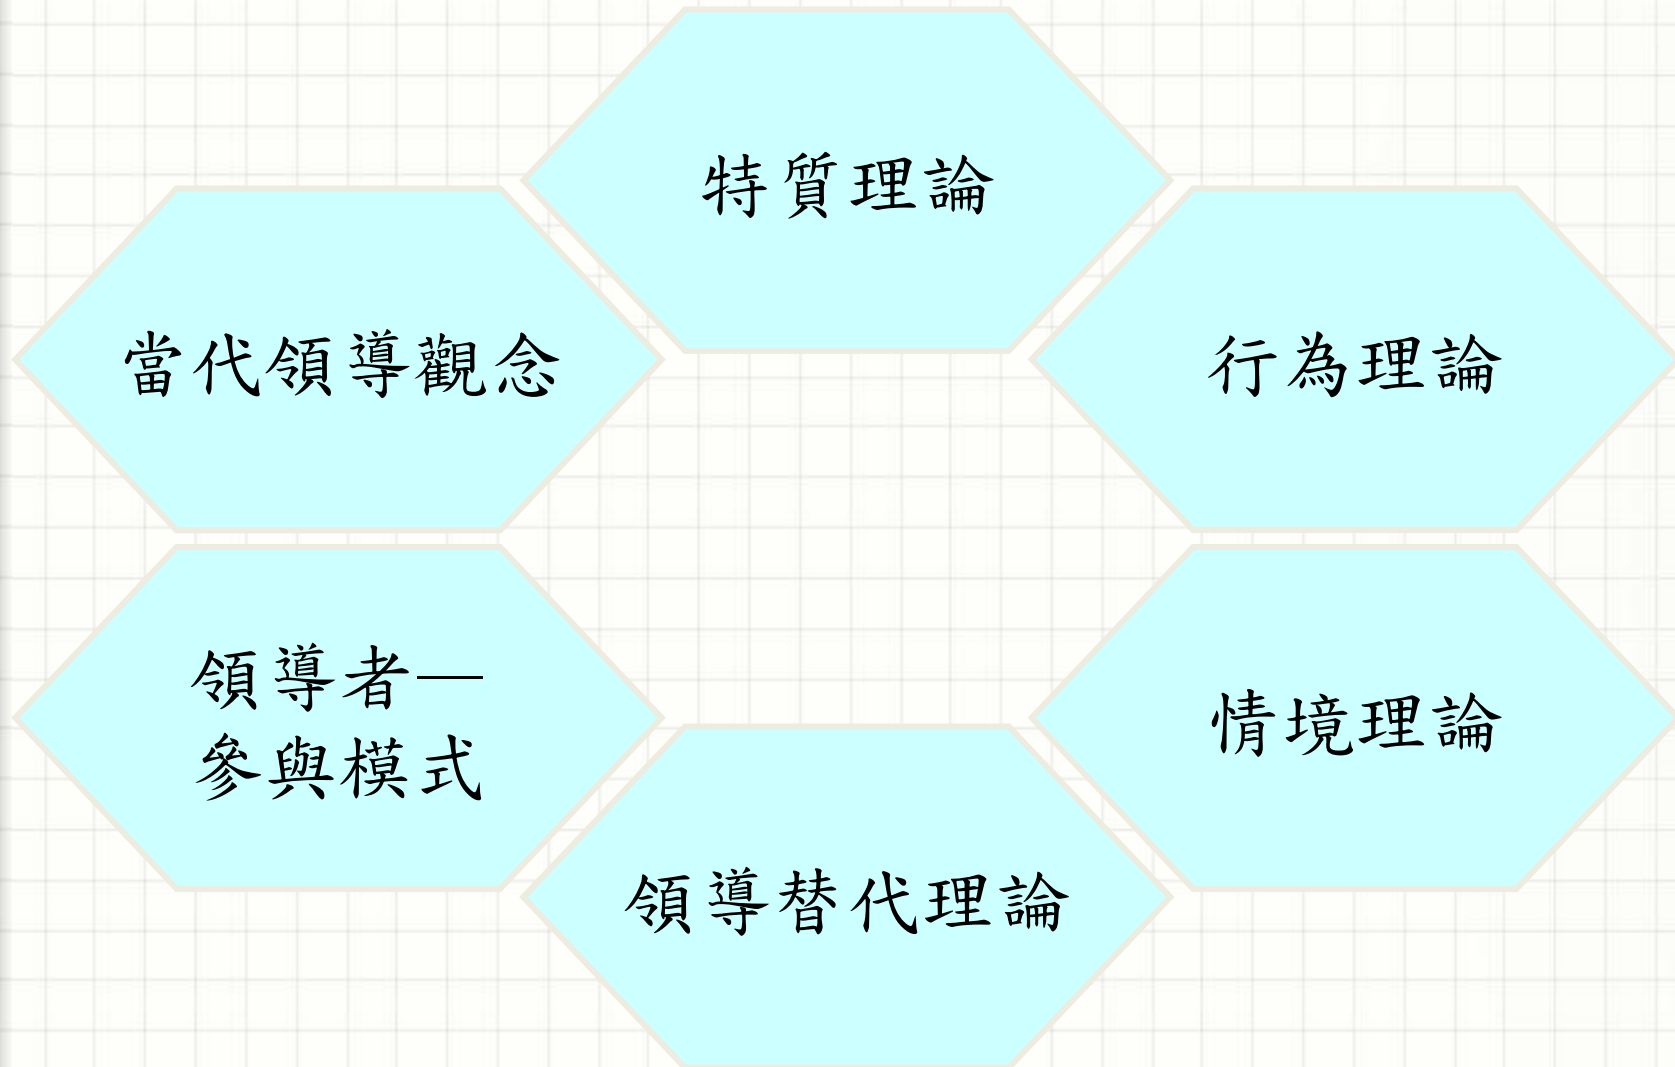 特質理論
當代領導觀念
行為理論
領導者—
參與模式
情境理論
領導替代理論